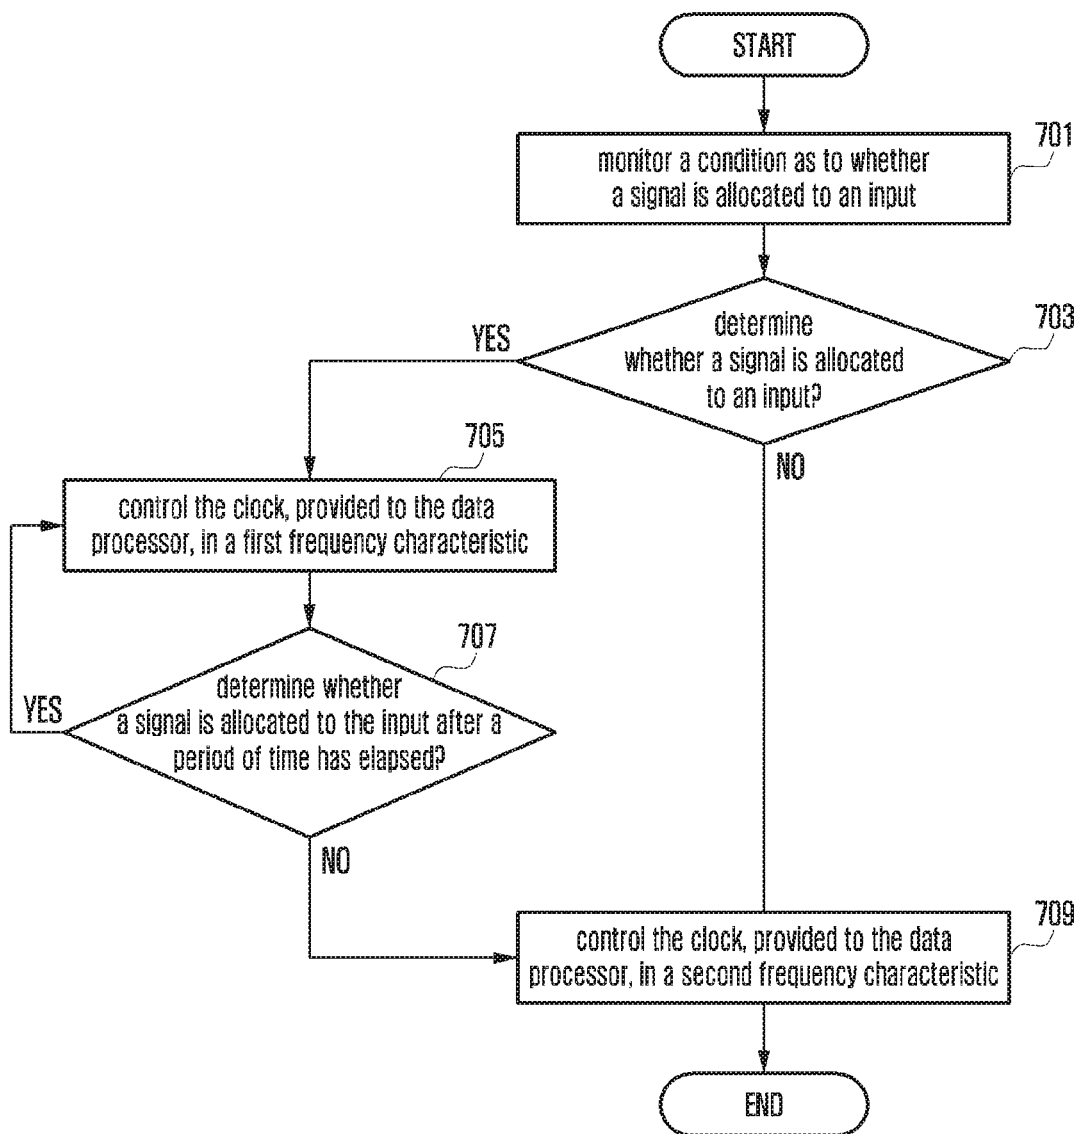 START
701
monitor a condition as to whether
a signal is allocated to an input
703
determine
whether a signal is allocated
to an input?
YES
NO
705
control the clock, provided to the data
processor, in a first frequency characteristic
707
determine whether
a signal is allocated to the input after a
period of time has elapsed?
YES
NO
709
control the clock, provided to the data
processor, in a second frequency characteristic
END